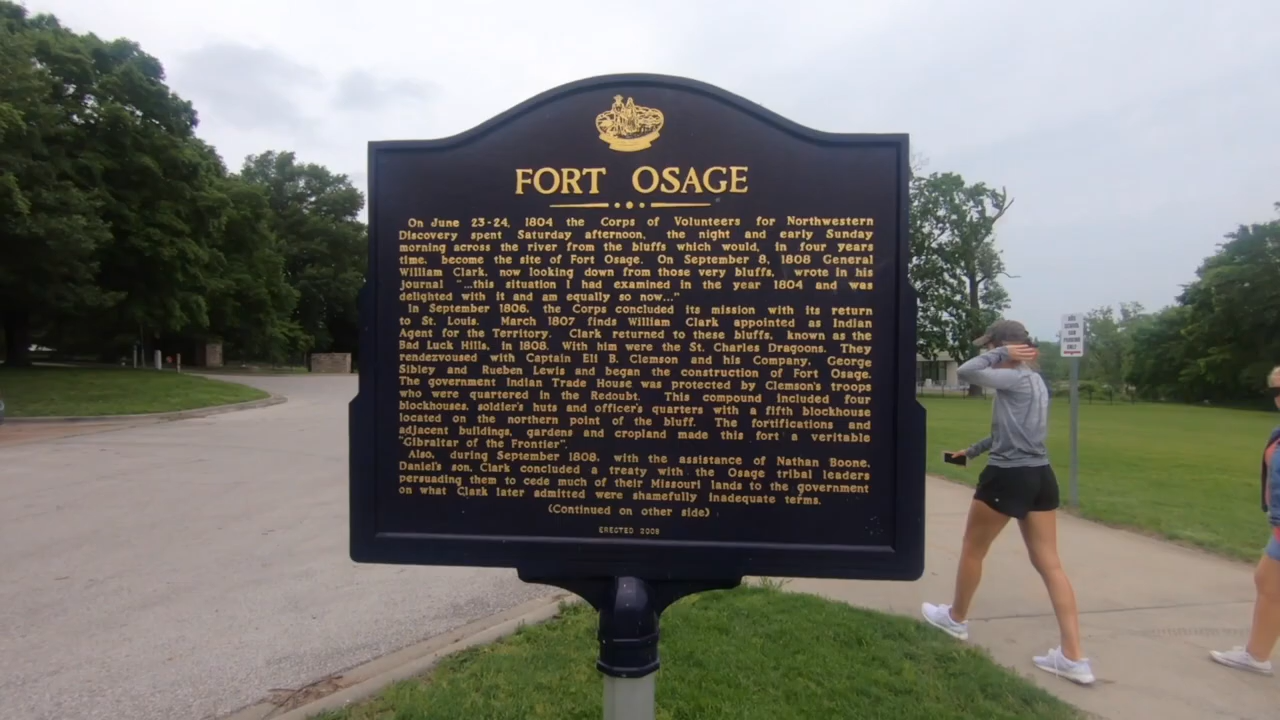 FORT OSAGE
On June 23-24, 1804 the Corps of Volunteers for Northwestern
Discovery spent Saturday afternoon, the night and early Sunday
morning across the river from the bluffs which would, in four years
time, become the site of Fort Osage. On September 8, 1808 General
William Clark, now looking down from those very bluffs, wrote in his
journal "...this situation I had examined in the year 1804 and was
delighted with it and am equally so now..."
In September 1806, the Corps concluded its mission with its return
to St. Louis. March 1807 finds William Clark appointed as Indian
Agent for the Territory. Clark returned to these bluffs, known as the
Bad Luck Hills, in 1808. With him were the St. Charles Dragoons. They
rendezvoused with Captain Eli B. Clemson and his Company, George
Sibley and Rueben Lewis and began the construction of Fort Osage.
The government Indian Trade House was protected by Clemson's troops
who were quartered in the Redoubt. This compound included four
blockhouses, soldier's huts and officer's quarters with a fifth blockhouse
located on the northern point of the bluff. The fortifications and
adjacent buildings, gardens and cropland made this fort a veritable
"Gibraltar of the Frontier".
Also, during September 1808, with the assistance of Nathan Boone,
Daniel's son, Clark concluded a treaty with the Osage tribal leaders
persuading them to cede much of their Missouri lands to the government
on what Clark later admitted were shamefully inadequate terms.
(Continued on other side)
ERECTED 2008